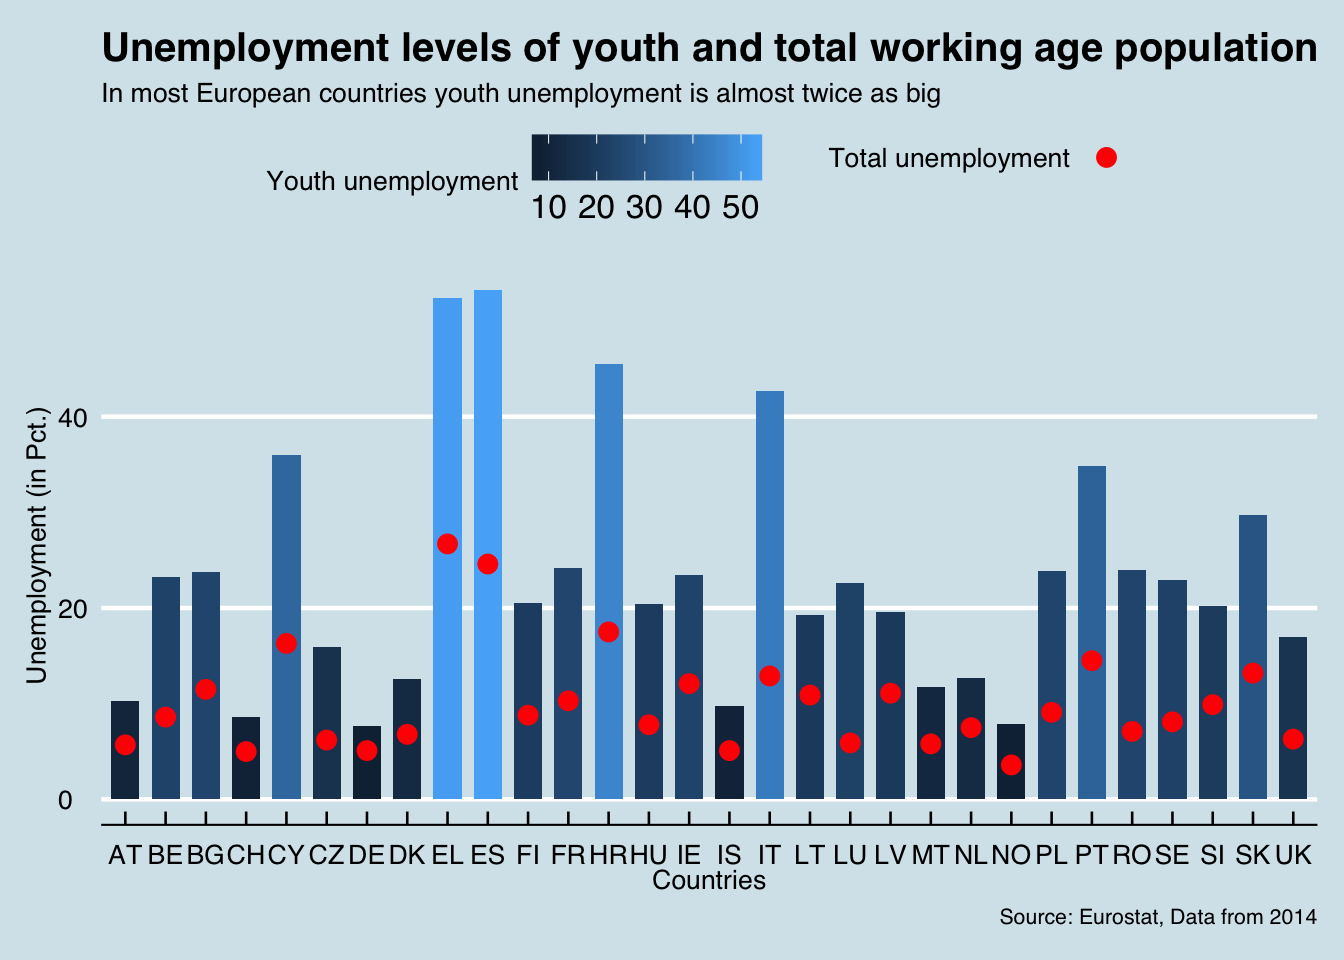 Unemployment levels of youth and total working age population
In most European countries youth unemployment is almost twice as big
Youth unemployment
10 20 30 40 50
Total unemployment
Unemployment (in Pct.)
40
20
0
AT BE BG CH CY CZ DE DK EL ES FI FR HR HU IE IS IT LT LU LV MT NL NO PL PT RO SE SI SK UK
Countries
Source: Eurostat, Data from 2014